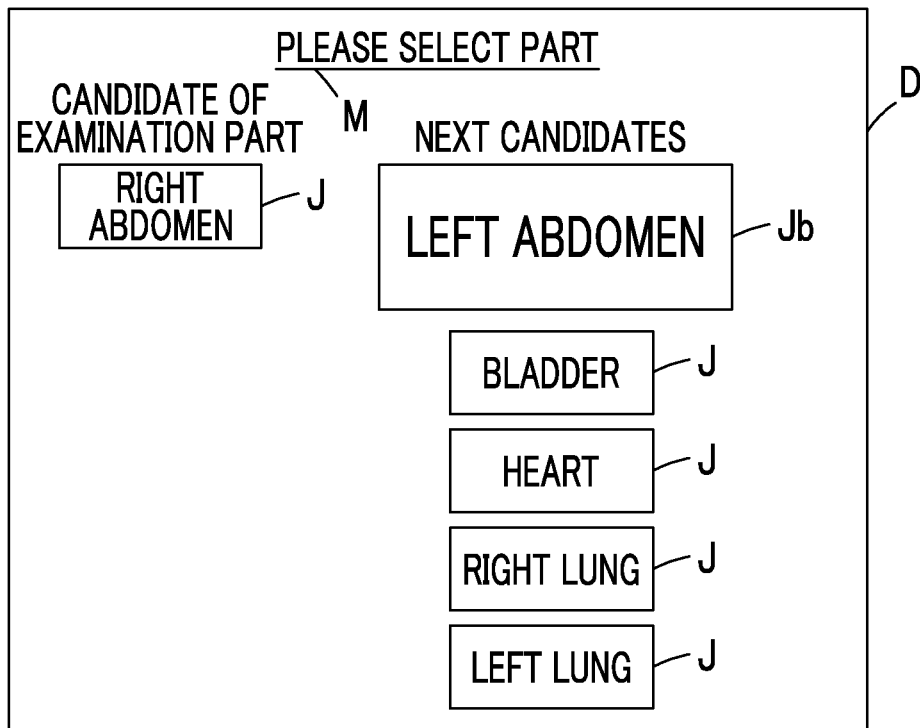 PLEASE SELECT PART
M
D
CANDIDATE OF
EXAMINATION PART
RIGHT
ABDOMEN
J
NEXT CANDIDATES
LEFT ABDOMEN
Jb
BLADDER
J
HEART
J
RIGHT LUNG
J
LEFT LUNG
J